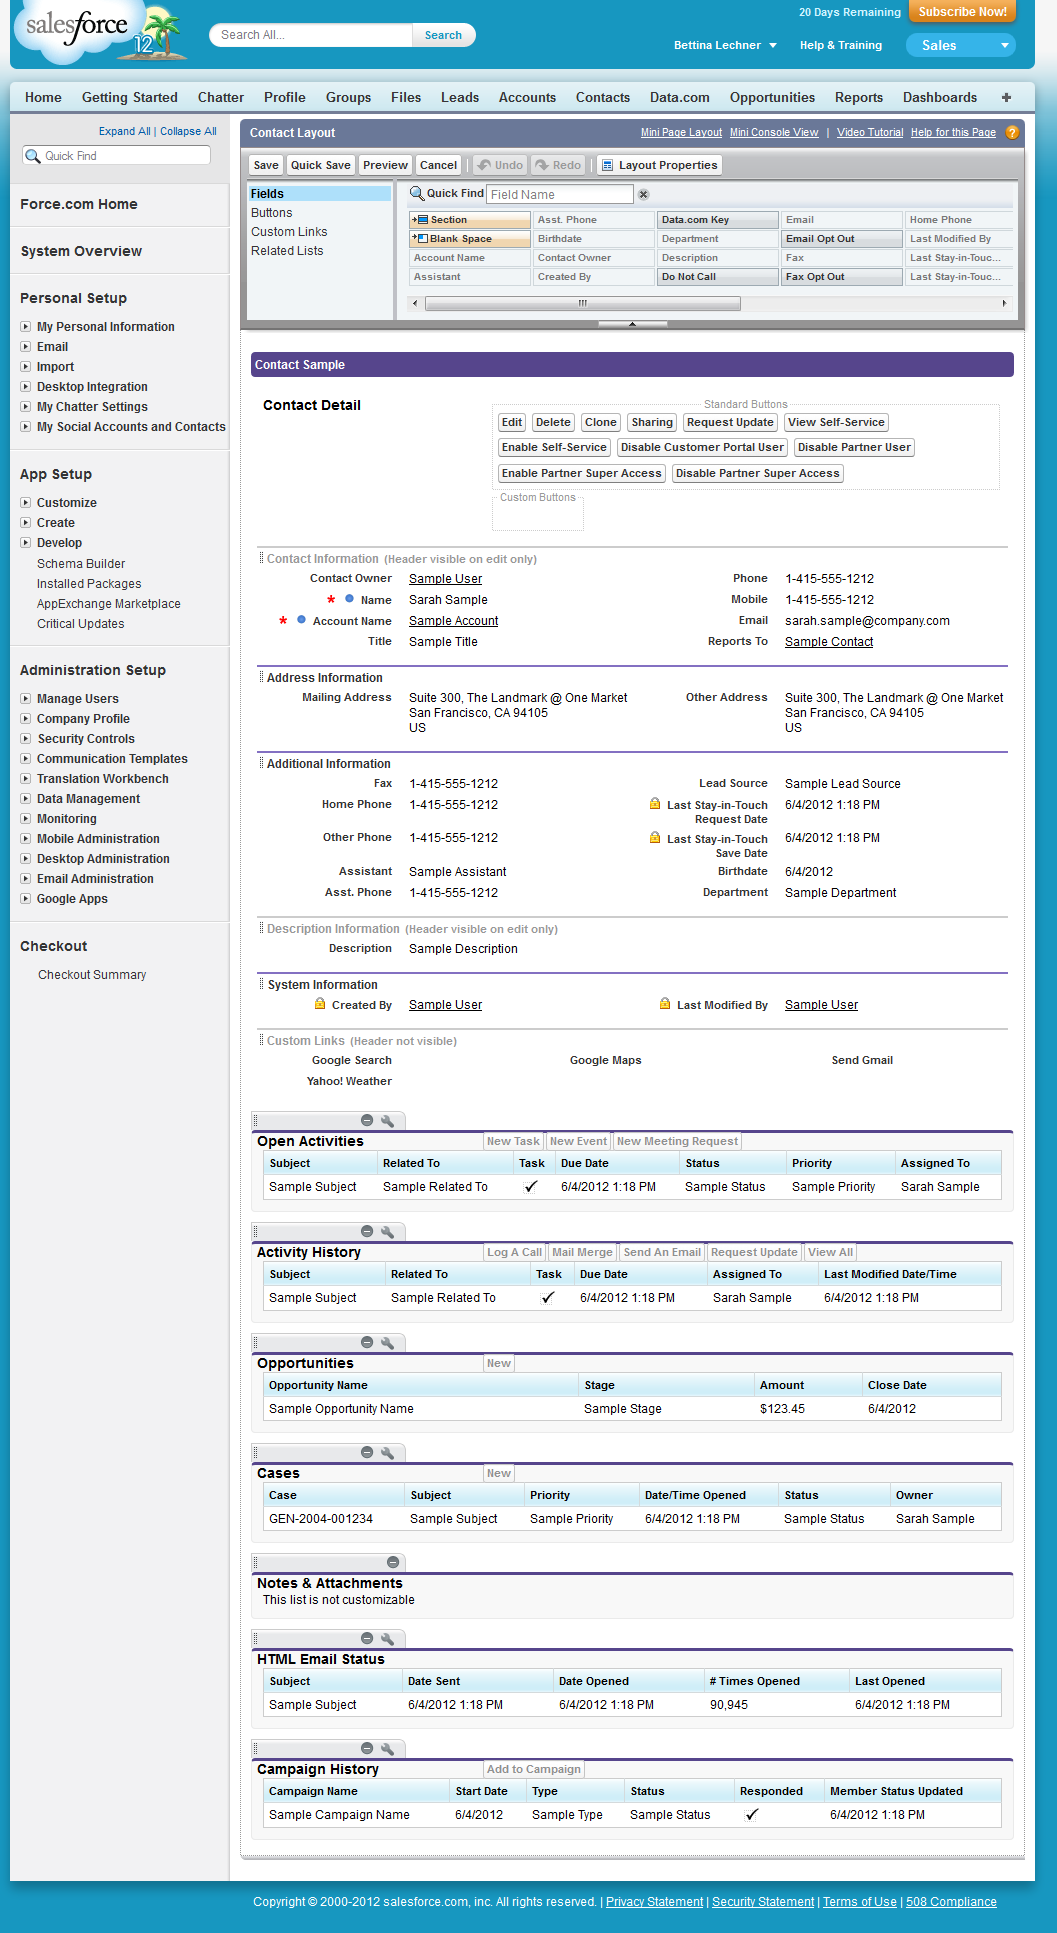 salesforce
12
Search All...
Search
20 Days Remaining
Subscribe Now!
Bettina Lechner
Help & Training
Sales
Home Getting Started Chatter Profile Groups Files Leads Accounts Contacts Data.com Opportunities Reports Dashboards +
Expand All | Collapse All
Quick Find
Force.com Home
System Overview
Personal Setup
My Personal Information
Email
Import
Desktop Integration
My Chatter Settings
My Social Accounts and Contacts
App Setup
Customize
Create
Develop
Schema Builder
Installed Packages
AppExchange Marketplace
Critical Updates
Administration Setup
Manage Users
Company Profile
Security Controls
Communication Templates
Translation Workbench
Data Management
Monitoring
Mobile Administration
Desktop Administration
Email Administration
Google Apps
Checkout
Checkout Summary
Contact Layout
Mini Page Layout Mini Console View | Video Tutorial Help for this Page ?
Save Quick Save Preview Cancel Undo Redo Layout Properties
Fields
Buttons
Custom Links
Related Lists
Quick Find Field Name
Section Asst. Phone Data.com Key Email Home Phone
Blank Space Birthdate Department Email Opt Out Last Modified By
Account Name Contact Owner Description Fax Last Stay-in-Touc...
Assistant Created By Do Not Call Fax Opt Out Last Stay-in-Touc...
Contact Sample
Contact Detail
Standard Buttons
Edit Delete Clone Sharing Request Update View Self-Service
Enable Self-Service Disable Customer Portal User Disable Partner User
Enable Partner Super Access Disable Partner Super Access
Custom Buttons
Contact Information (Header visible on edit only)
Contact Owner Sample User Phone 1-415-555-1212
* Name Sarah Sample Mobile 1-415-555-1212
* Account Name Sample Account Email sarah.sample@company.com
Title Sample Title Reports To Sample Contact
Address Information
Mailing Address Suite 300, The Landmark @ One Market Other Address Suite 300, The Landmark @ One Market
San Francisco, CA 94105 San Francisco, CA 94105
US US
Additional Information
Fax 1-415-555-1212 Lead Source Sample Lead Source
Home Phone 1-415-555-1212 Last Stay-in-Touch 6/4/2012 1:18 PM
Request Date
Other Phone 1-415-555-1212 Last Stay-in-Touch 6/4/2012 1:18 PM
Save Date
Assistant Sample Assistant Birthdate 6/4/2012
Asst. Phone 1-415-555-1212 Department Sample Department
Description Information (Header visible on edit only)
Description Sample Description
System Information
Created By Sample User Last Modified By Sample User
Custom Links (Header not visible)
Google Search Google Maps Send Gmail
Yahoo! Weather
Open Activities New Task New Event New Meeting Request
Subject Related To Task Due Date Status Priority Assigned To
Sample Subject Sample Related To 6/4/2012 1:18 PM Sample Status Sample Priority Sarah Sample
Activity History Log A Call Mail Merge Send An Email Request Update View All
Subject Related To Task Due Date Assigned To Last Modified Date/Time
Sample Subject Sample Related To 6/4/2012 1:18 PM Sarah Sample 6/4/2012 1:18 PM
Opportunities New
Opportunity Name Stage Amount Close Date
Sample Opportunity Name Sample Stage $123.45 6/4/2012
Cases New
Case Subject Priority Date/Time Opened Status Owner
GEN-2004-001234 Sample Subject Sample Priority 6/4/2012 1:18 PM Sample Status Sarah Sample
Notes & Attachments
This list is not customizable
HTML Email Status
Subject Date Sent Date Opened # Times Opened Last Opened
Sample Subject 6/4/2012 1:18 PM 6/4/2012 1:18 PM 90,945 6/4/2012 1:18 PM
Campaign History Add to Campaign
Campaign Name Start Date Type Status Responded Member Status Updated
Sample Campaign Name 6/4/2012 Sample Type Sample Status 6/4/2012 1:18 PM
Copyright © 2000-2012 salesforce.com, inc. All rights reserved. | Privacy Statement | Security Statement | Terms of Use | 508 Compliance